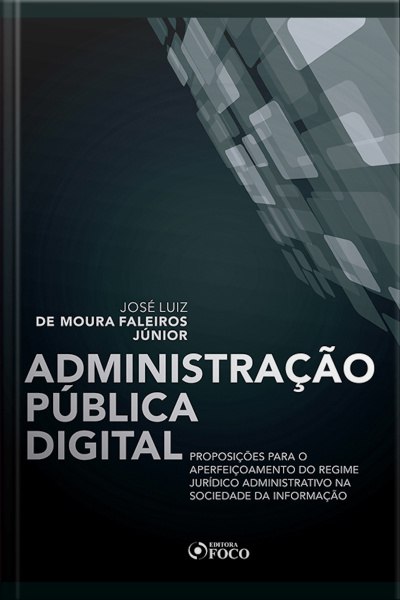 JOSÉ LUIZ
DE MOURA FALEIROS
JÚNIOR
ADMINISTRAÇÃO
PÚBLICA
DIGITAL
PROPOSIÇÕES PARA O
APERFEIÇOAMENTO DO REGIME
JURÍDICO ADMINISTRATIVO NA
SOCIEDADE DA INFORMAÇÃO
EDITORA
FOCO